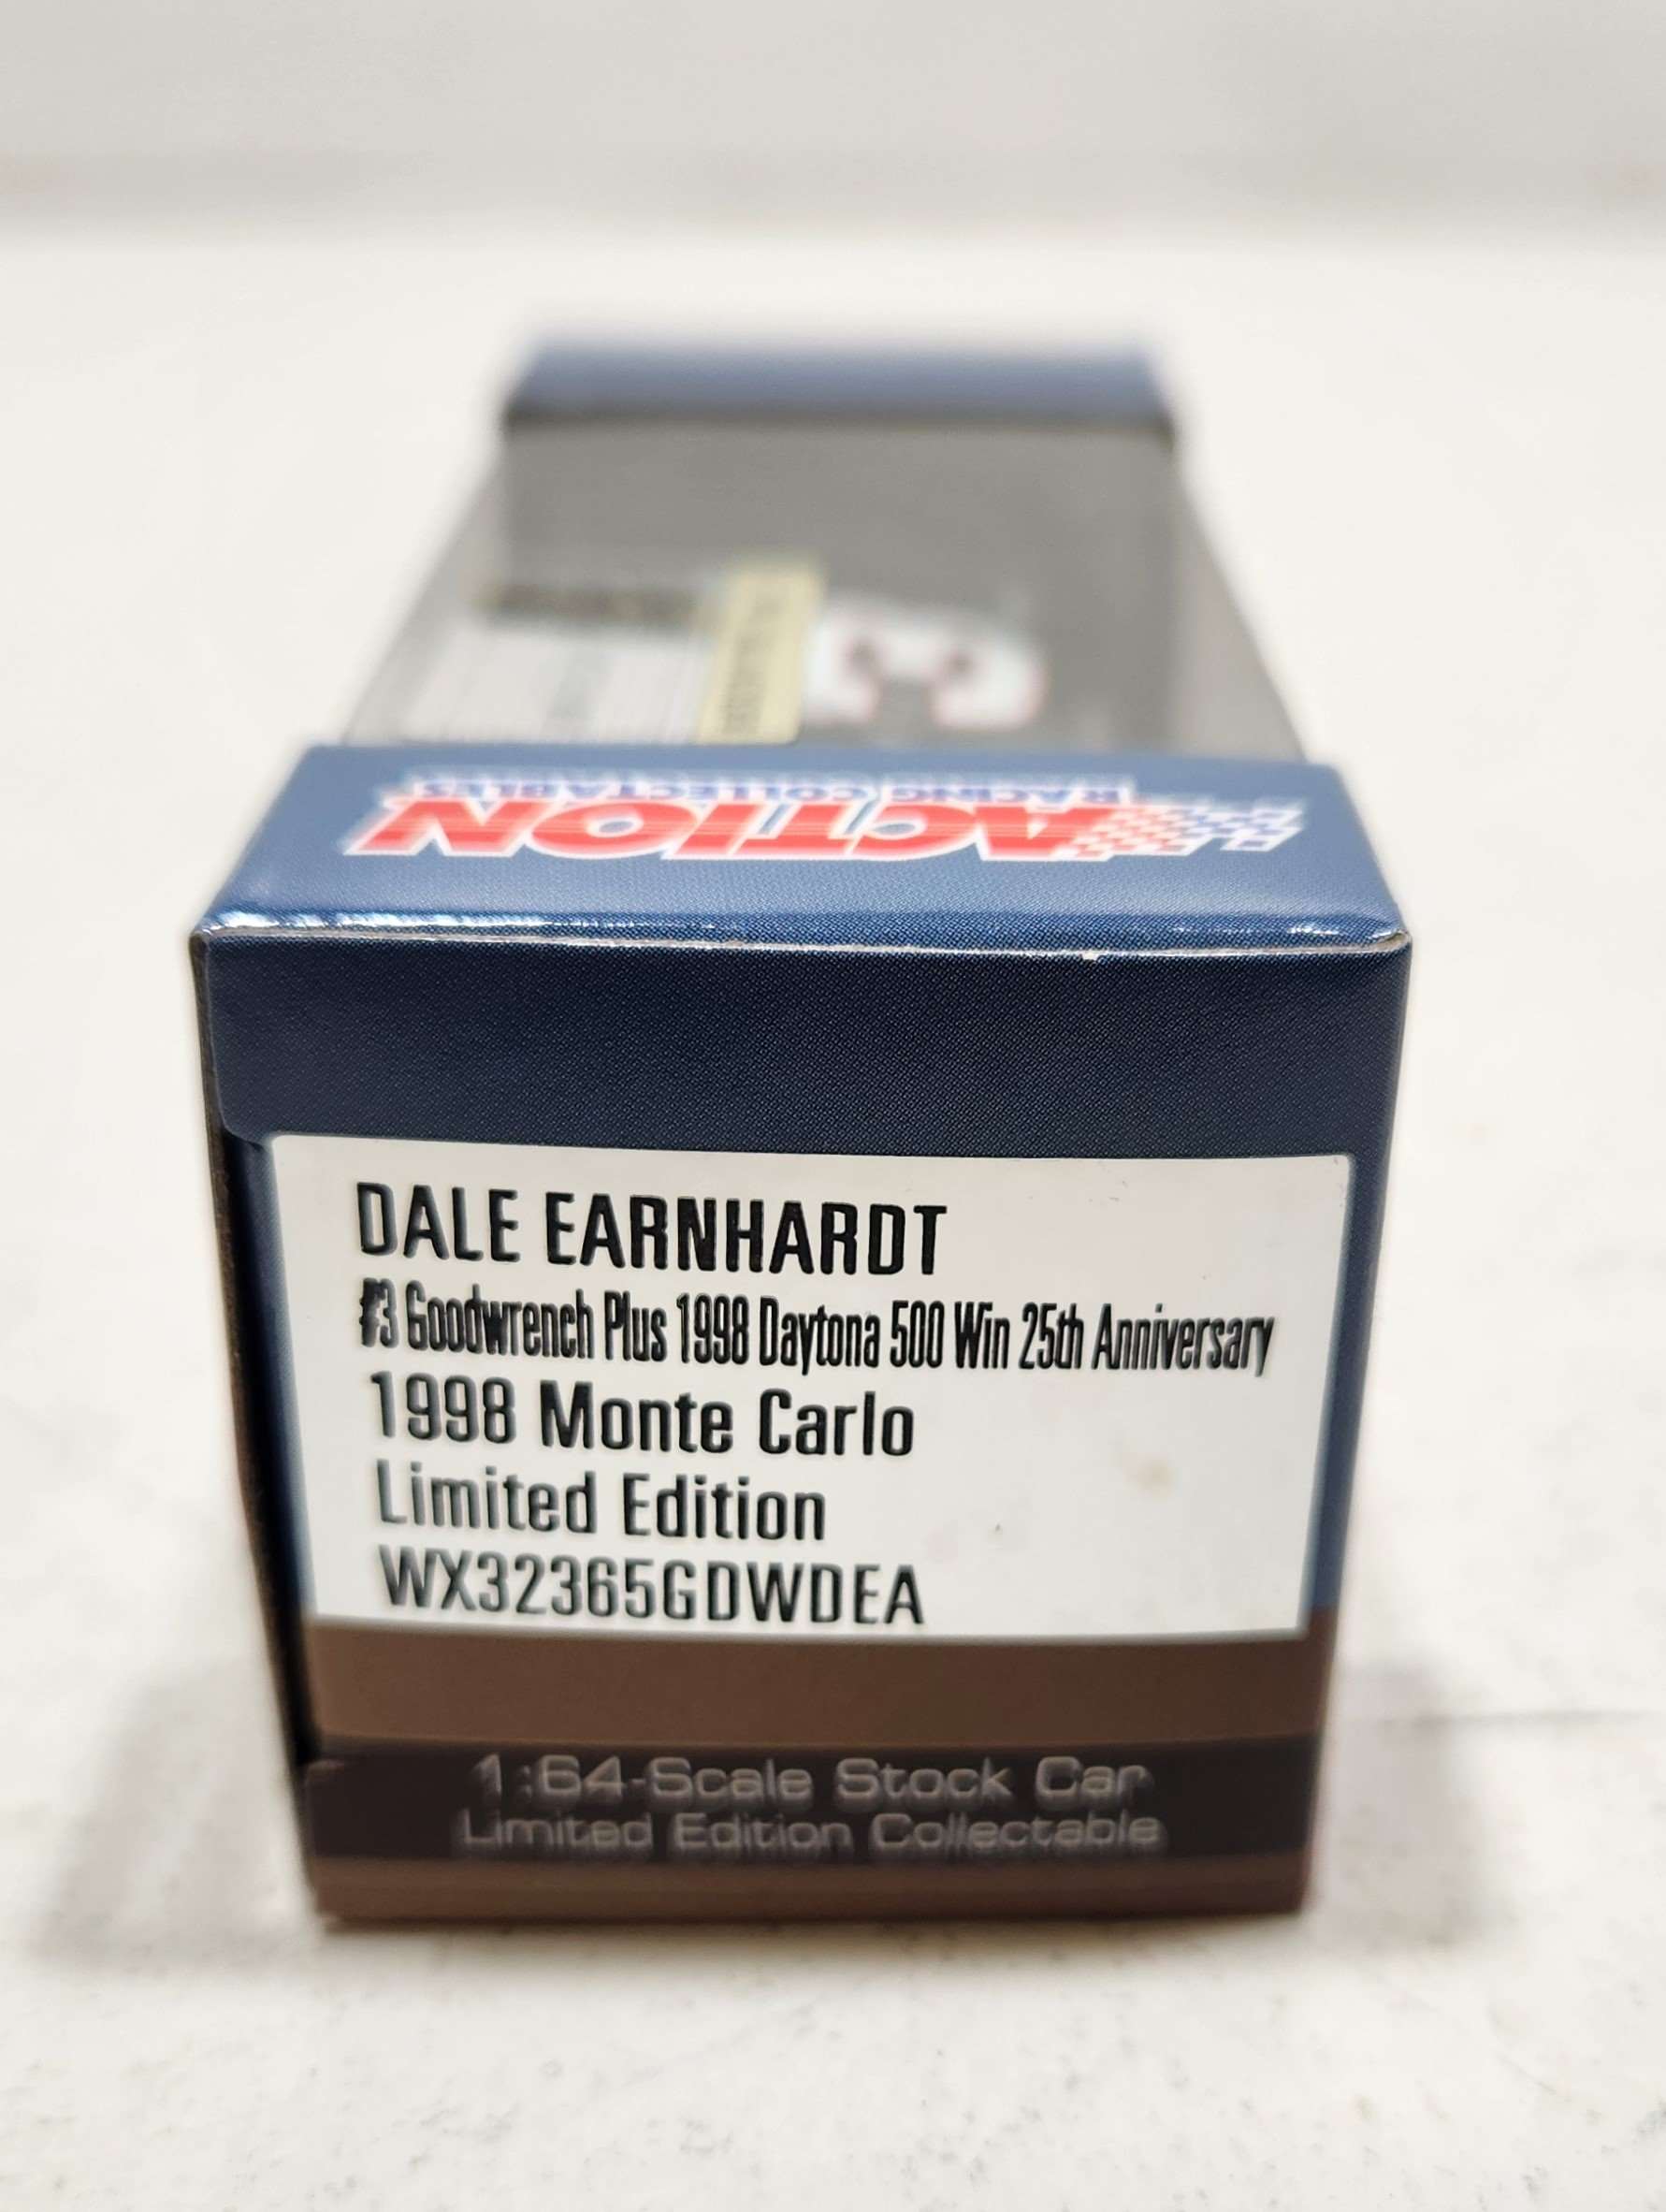 ACTION
RACING COLLECTABLES
DALE EARNHARDT
#3 Goodwrench Plus 1998 Daytona 500 Win 25th Anniversary
1998 Monte Carlo
Limited Edition
WX32365GDWDEA
1:64-Scale Stock Car
Limited Edition Collectable